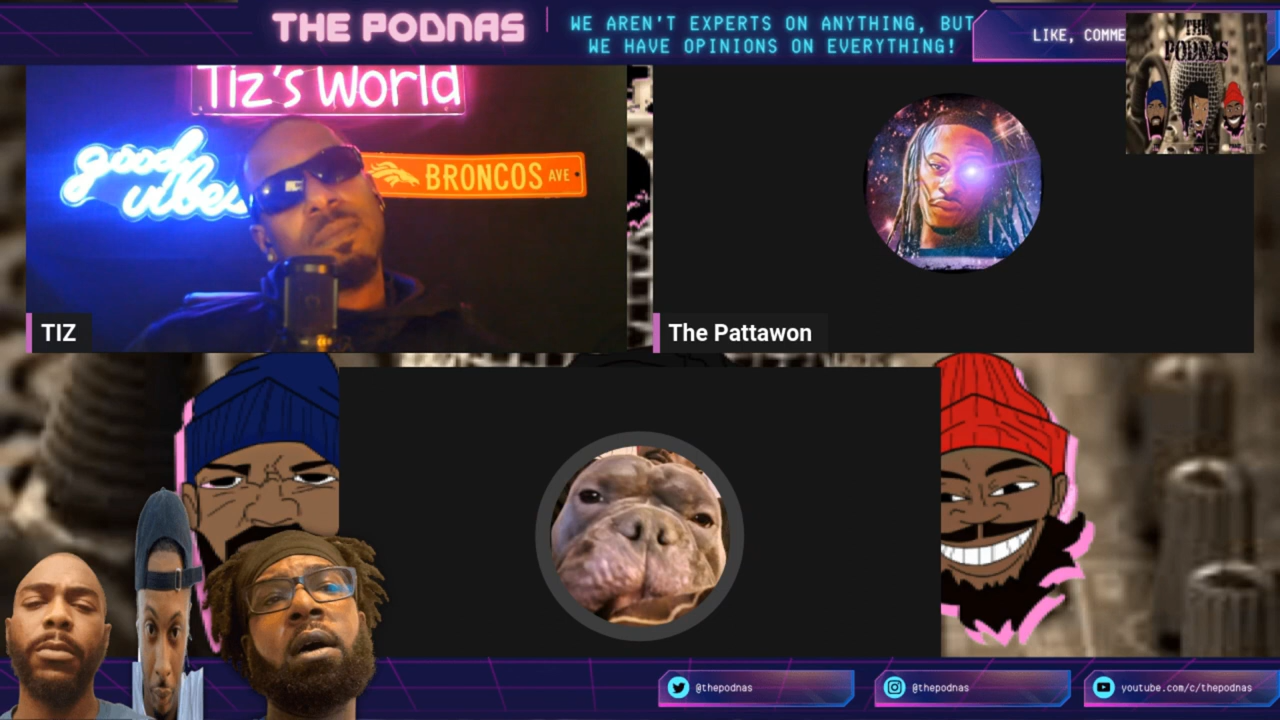 THE PODNAS
WE AREN'T EXPERTS ON ANYTHING, BUT
WE HAVE OPINIONS ON EVERYTHING!
LIKE, COMME
THE
PODNAS
Tiz's World
good
vibes
BRONCOS AVE
TIZ
The Pattawon
@thepodnas
@thepodnas
youtube.com/c/thepodnas